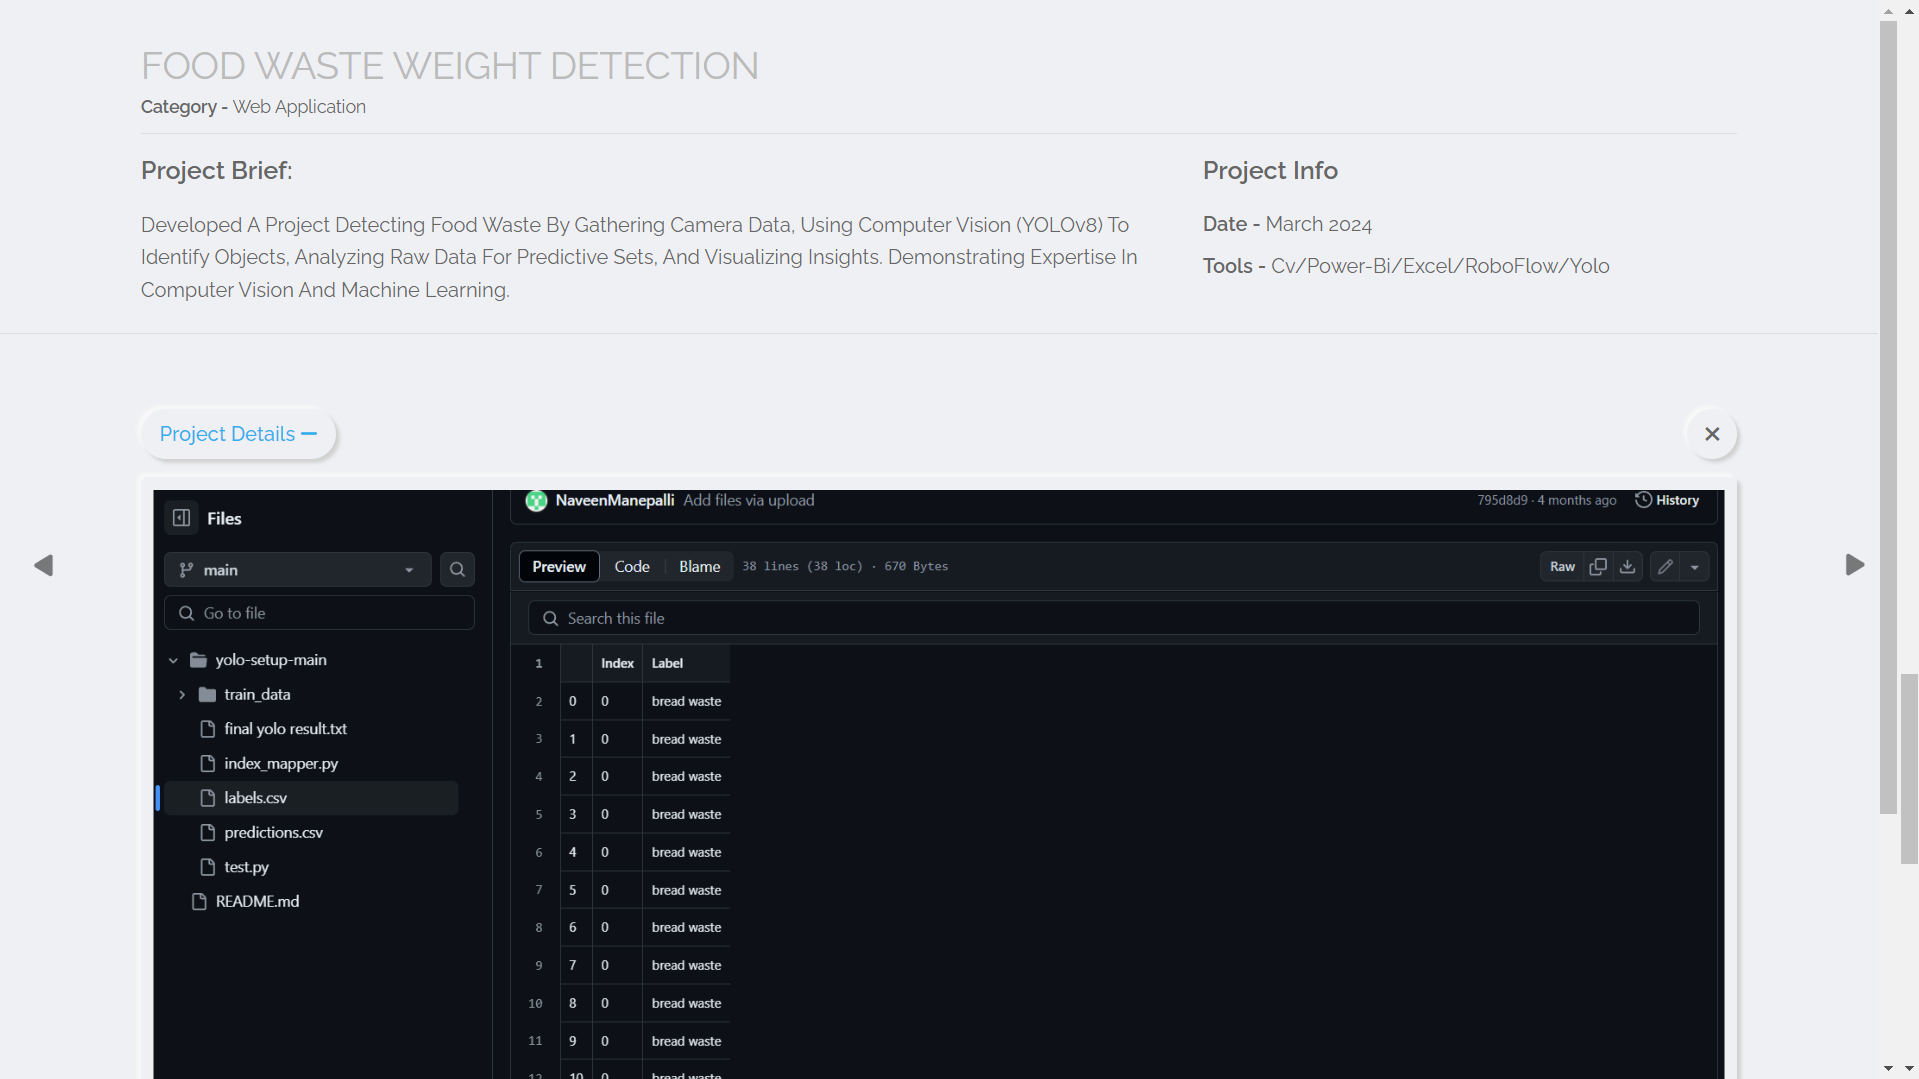 FOOD WASTE WEIGHT DETECTION
Category - Web Application
Project Brief:
Developed A Project Detecting Food Waste By Gathering Camera Data, Using Computer Vision (YOLOv8) To
Identify Objects, Analyzing Raw Data For Predictive Sets, And Visualizing Insights. Demonstrating Expertise In
Computer Vision And Machine Learning.
Project Info
Date - March 2024
Tools - Cv/Power-Bi/Excel/RoboFlow/Yolo
Project Details
Files
main
Go to file
yolo-setup-main
train_data
final yolo result.txt
index_mapper.py
labels.csv
predictions.csv
test.py
README.md
NaveenManepalli Add files via upload
795d8d9 · 4 months ago History
Preview Code Blame 38 lines (38 loc) · 670 Bytes
Raw
Search this file
1 Index Label
2 0 0 bread waste
3 1 0 bread waste
4 2 0 bread waste
5 3 0 bread waste
6 4 0 bread waste
7 5 0 bread waste
8 6 0 bread waste
9 7 0 bread waste
10 8 0 bread waste
11 9 0 bread waste
12 10 0 bread waste